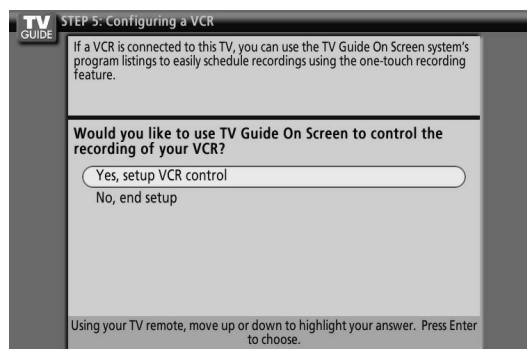 TV
GUIDE
STEP 5: Configuring a VCR
If a VCR is connected to this TV, you can use the TV Guide On Screen system's
program listings to easily schedule recordings using the one-touch recording
feature.
Would you like to use TV Guide On Screen to control the
recording of your VCR?
Yes, setup VCR control
No, end setup
Using your TV remote, move up or down to highlight your answer. Press Enter
to choose.